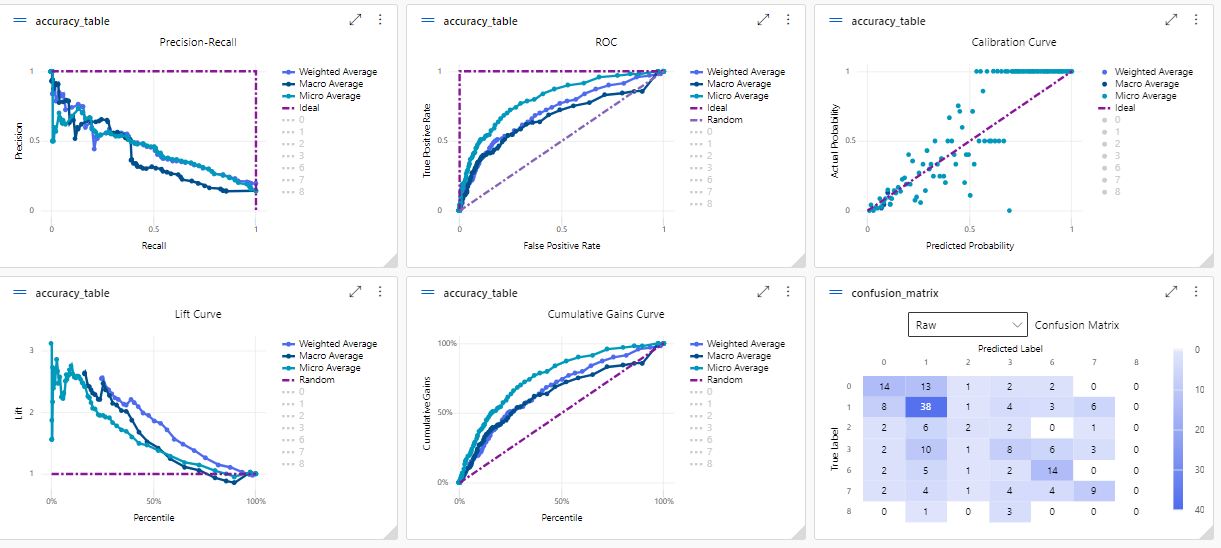 accuracy_table
Precision-Recall
Precision
1
0.5
0
0
0.5
1
Recall
Weighted Average
Macro Average
Micro Average
Ideal
0
1
2
3
6
7
8
accuracy_table
ROC
True Positive Rate
1
0.5
0
0
0.5
1
False Positive Rate
Weighted Average
Macro Average
Micro Average
Ideal
Random
0
1
2
3
6
7
8
accuracy_table
Calibration Curve
Actual Probability
1
0.5
0
0
0.5
1
Predicted Probability
Weighted Average
Macro Average
Micro Average
Ideal
0
1
2
3
6
7
8
accuracy_table
Lift Curve
Lift
3
2
1
0%
50%
100%
Percentile
Weighted Average
Macro Average
Micro Average
Random
0
1
2
3
6
7
8
accuracy_table
Cumulative Gains Curve
Cumulative Gains
100%
50%
0%
0%
50%
100%
Percentile
Weighted Average
Macro Average
Micro Average
Random
0
1
2
3
6
7
8
confusion_matrix
Raw
Confusion Matrix
Predicted Label
0 1 2 3 6 7 8
True Label
0 14 13 1 2 2 0 0
1 8 38 1 4 3 6 0
2 2 6 2 2 0 1 0
3 2 10 1 8 6 3 0
6 2 5 1 2 14 0 0
7 2 4 1 4 4 9 0
8 0 1 0 3 0 0 0
0
10
20
30
40